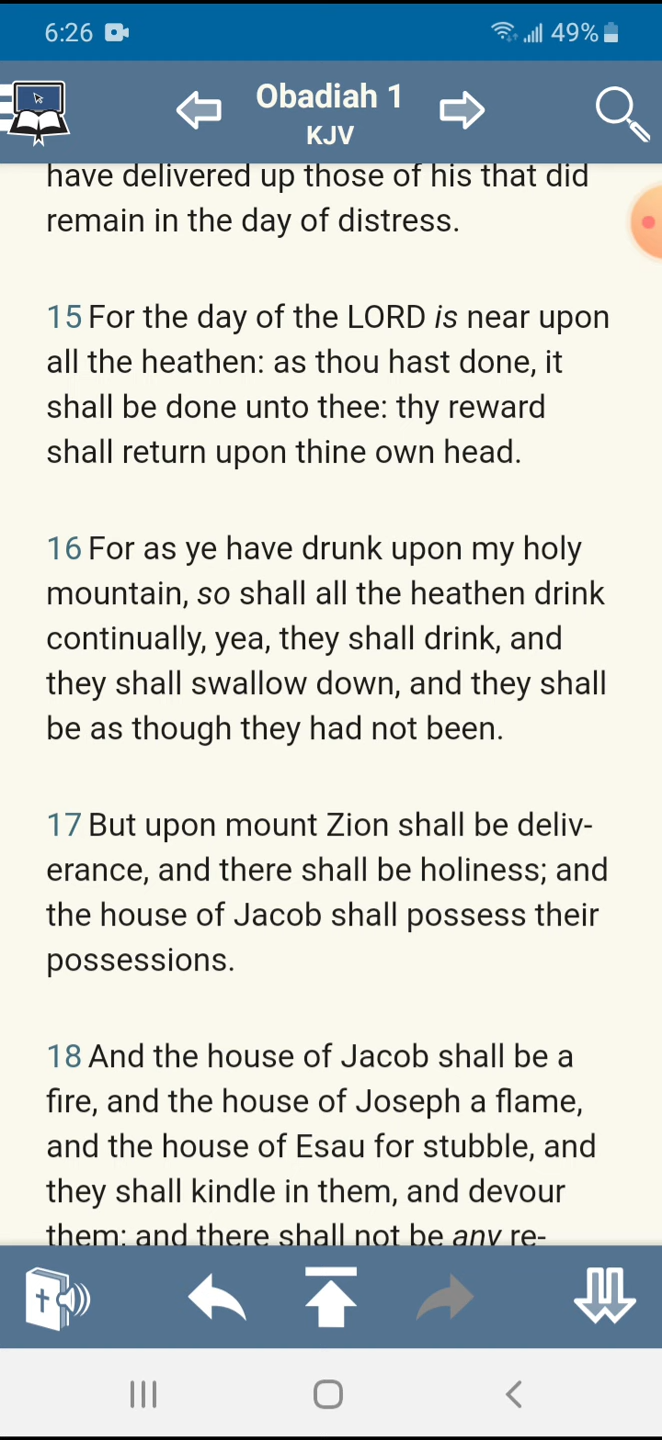 6:26
49%
Obadiah 1
KJV
have delivered up those of his that did
remain in the day of distress.
15 For the day of the LORD is near upon
all the heathen: as thou hast done, it
shall be done unto thee: thy reward
shall return upon thine own head.
16 For as ye have drunk upon my holy
mountain, so shall all the heathen drink
continually, yea, they shall drink, and
they shall swallow down, and they shall
be as though they had not been.
17 But upon mount Zion shall be deliv-
erance, and there shall be holiness; and
the house of Jacob shall possess their
possessions.
18 And the house of Jacob shall be a
fire, and the house of Joseph a flame,
and the house of Esau for stubble, and
they shall kindle in them, and devour
them; and there shall not be any re-